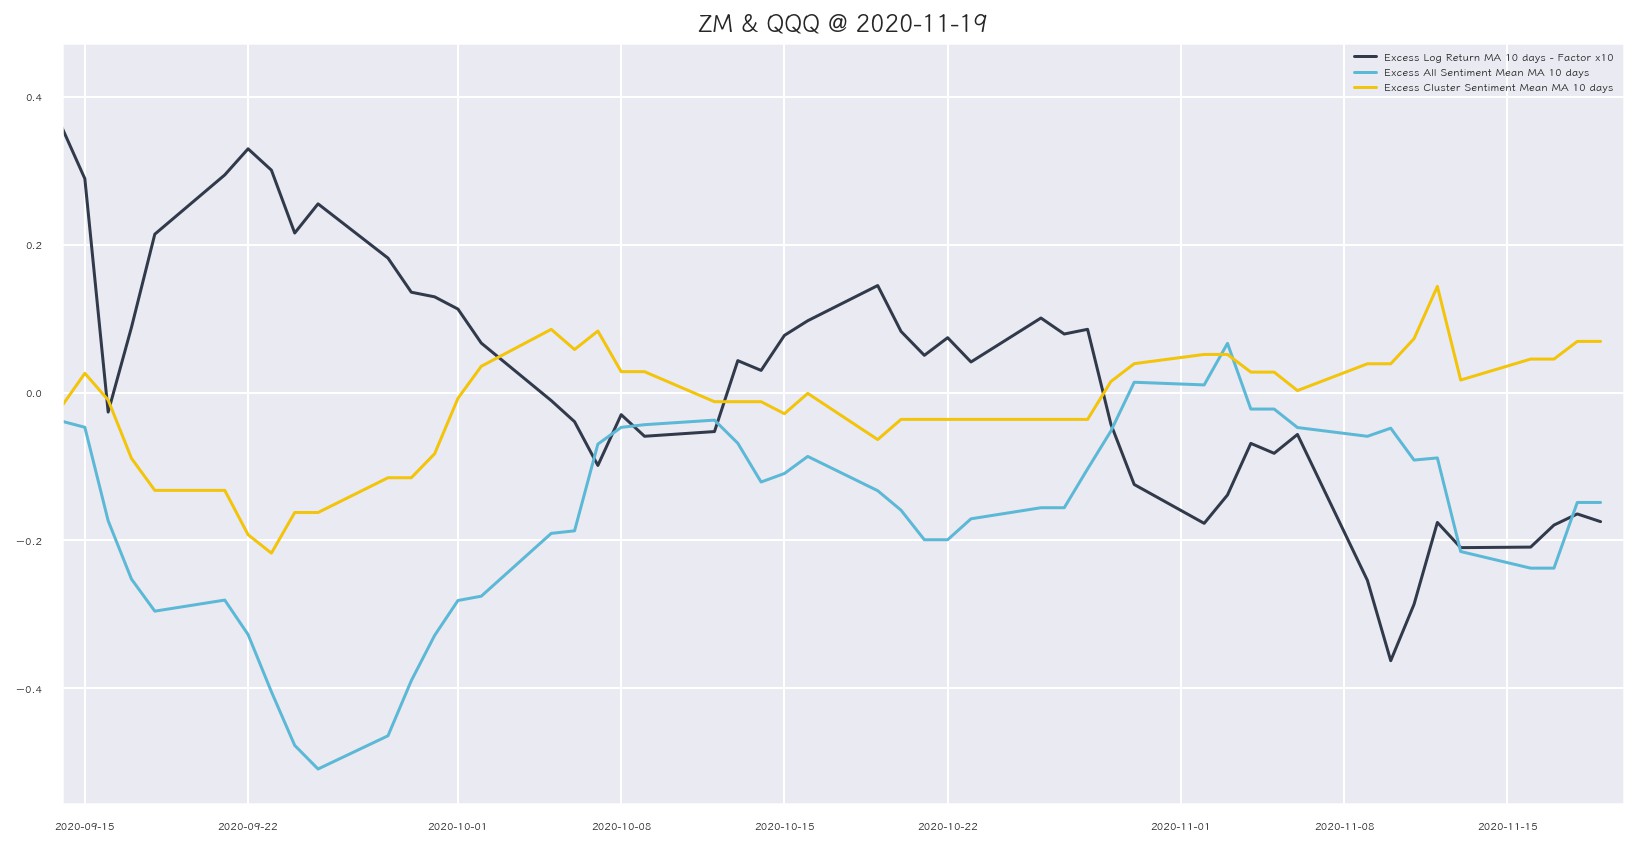 ZM & QQQ @ 2020-11-19
Excess Log Return MA 10 days - Factor x10
Excess All Sentiment Mean MA 10 days
Excess Cluster Sentiment Mean MA 10 days
0.4
0.2
0.0
−0.2
−0.4
2020-09-15 2020-09-22 2020-10-01 2020-10-08 2020-10-15 2020-10-22 2020-11-01 2020-11-08 2020-11-15